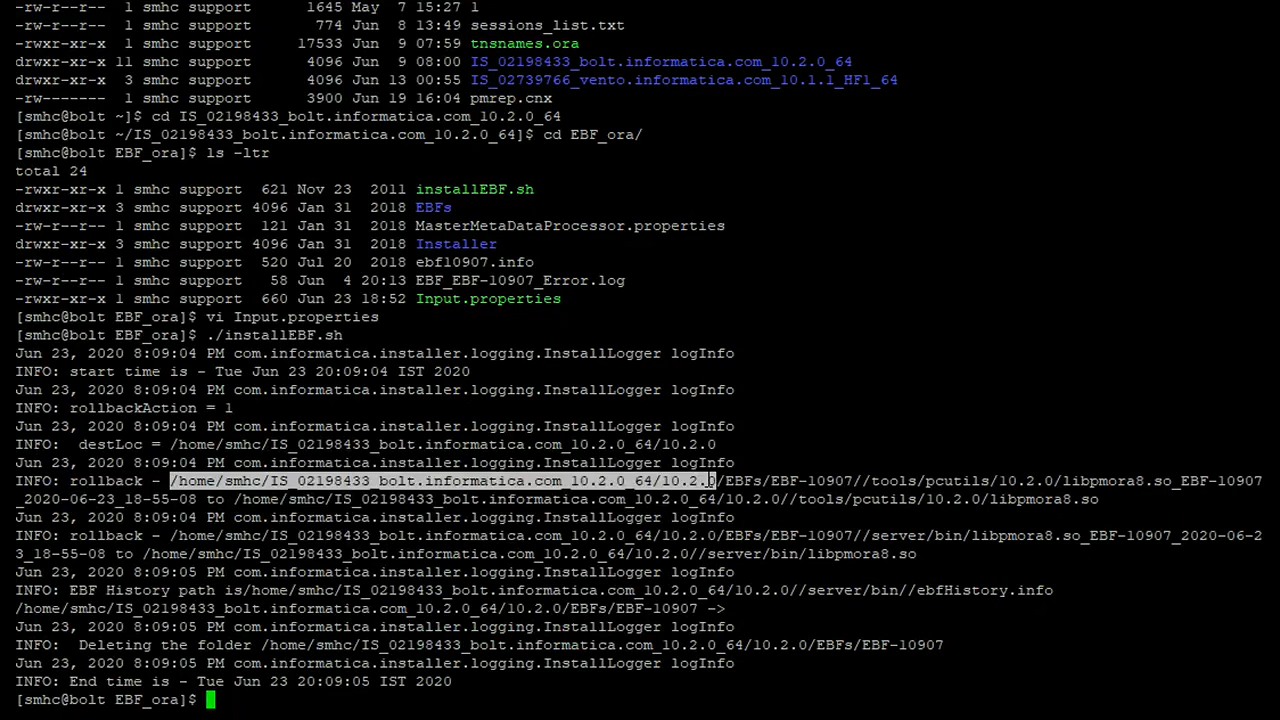 -rw-r--r-- 1 smhc support 1645 May 7 15:27 1
-rw-r--r-- 1 smhc support 774 Jun 8 13:49 sessions_list.txt
-rwxr-xr-x 1 smhc support 17533 Jun 9 07:59 tnsnames.ora
drwxr-xr-x 11 smhc support 4096 Jun 9 08:00 IS_02198433_bolt.informatica.com_10.2.0_64
drwxr-xr-x 3 smhc support 4096 Jun 13 00:55 IS_02739766_vento.informatica.com_10.1.1_HF1_64
-rw------- 1 smhc support 3900 Jun 19 16:04 pmrep.cnx
[smhc@bolt ~]$ cd IS_02198433_bolt.informatica.com_10.2.0_64
[smhc@bolt ~/IS_02198433_bolt.informatica.com_10.2.0_64]$ cd EBF_ora/
[smhc@bolt EBF_ora]$ ls -ltr
total 24
-rwxr-xr-x 1 smhc support 621 Nov 23 2011 installEBF.sh
drwxr-xr-x 3 smhc support 4096 Jan 31 2018 EBFs
-rw-r--r-- 1 smhc support 121 Jan 31 2018 MasterMetaDataProcessor.properties
drwxr-xr-x 3 smhc support 4096 Jan 31 2018 Installer
-rw-r--r-- 1 smhc support 520 Jul 20 2018 ebf10907.info
-rw-r--r-- 1 smhc support 58 Jun 4 20:13 EBF_EBF-10907_Error.log
-rwxr-xr-x 1 smhc support 660 Jun 23 18:52 Input.properties
[smhc@bolt EBF_ora]$ vi Input.properties
[smhc@bolt EBF_ora]$ ./installEBF.sh
Jun 23, 2020 8:09:04 PM com.informatica.installer.logging.InstallLogger logInfo
INFO: start time is - Tue Jun 23 20:09:04 IST 2020
Jun 23, 2020 8:09:04 PM com.informatica.installer.logging.InstallLogger logInfo
INFO: rollbackAction = 1
Jun 23, 2020 8:09:04 PM com.informatica.installer.logging.InstallLogger logInfo
INFO:  destLoc = /home/smhc/IS_02198433_bolt.informatica.com_10.2.0_64/10.2.0
Jun 23, 2020 8:09:04 PM com.informatica.installer.logging.InstallLogger logInfo
INFO: rollback - /home/smhc/IS_02198433_bolt.informatica.com_10.2.0_64/10.2.0/EBFs/EBF-10907//tools/pcutils/10.2.0/libpmora8.so_EBF-10907
_2020-06-23_18-55-08 to /home/smhc/IS_02198433_bolt.informatica.com_10.2.0_64/10.2.0//tools/pcutils/10.2.0/libpmora8.so
Jun 23, 2020 8:09:04 PM com.informatica.installer.logging.InstallLogger logInfo
INFO: rollback - /home/smhc/IS_02198433_bolt.informatica.com_10.2.0_64/10.2.0/EBFs/EBF-10907//server/bin/libpmora8.so_EBF-10907_2020-06-2
3_18-55-08 to /home/smhc/IS_02198433_bolt.informatica.com_10.2.0_64/10.2.0//server/bin/libpmora8.so
Jun 23, 2020 8:09:05 PM com.informatica.installer.logging.InstallLogger logInfo
INFO: EBF History path is/home/smhc/IS_02198433_bolt.informatica.com_10.2.0_64/10.2.0//server/bin//ebfHistory.info
/home/smhc/IS_02198433_bolt.informatica.com_10.2.0_64/10.2.0/EBFs/EBF-10907 ->
Jun 23, 2020 8:09:05 PM com.informatica.installer.logging.InstallLogger logInfo
INFO:  Deleting the folder /home/smhc/IS_02198433_bolt.informatica.com_10.2.0_64/10.2.0/EBFs/EBF-10907
Jun 23, 2020 8:09:05 PM com.informatica.installer.logging.InstallLogger logInfo
INFO: End time is - Tue Jun 23 20:09:05 IST 2020
[smhc@bolt EBF_ora]$